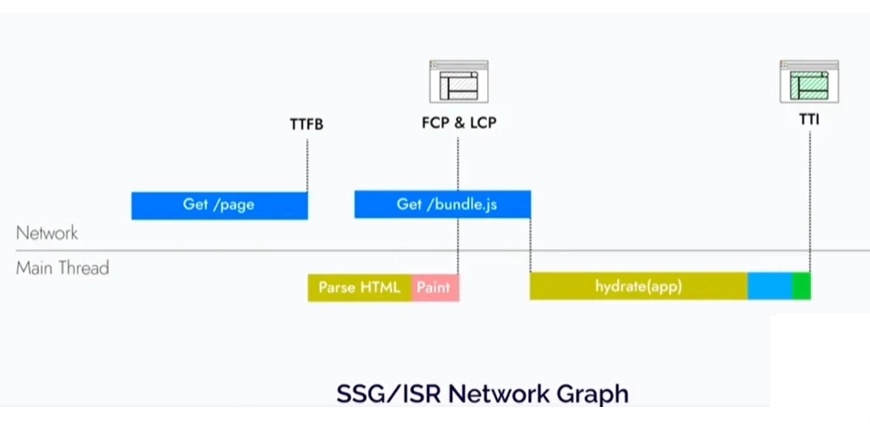 TTFB
FCP & LCP
TTI
Get /page
Get /bundle.js
Network
Main Thread
Parse HTML
Paint
hydrate(app)
SSG/ISR Network Graph